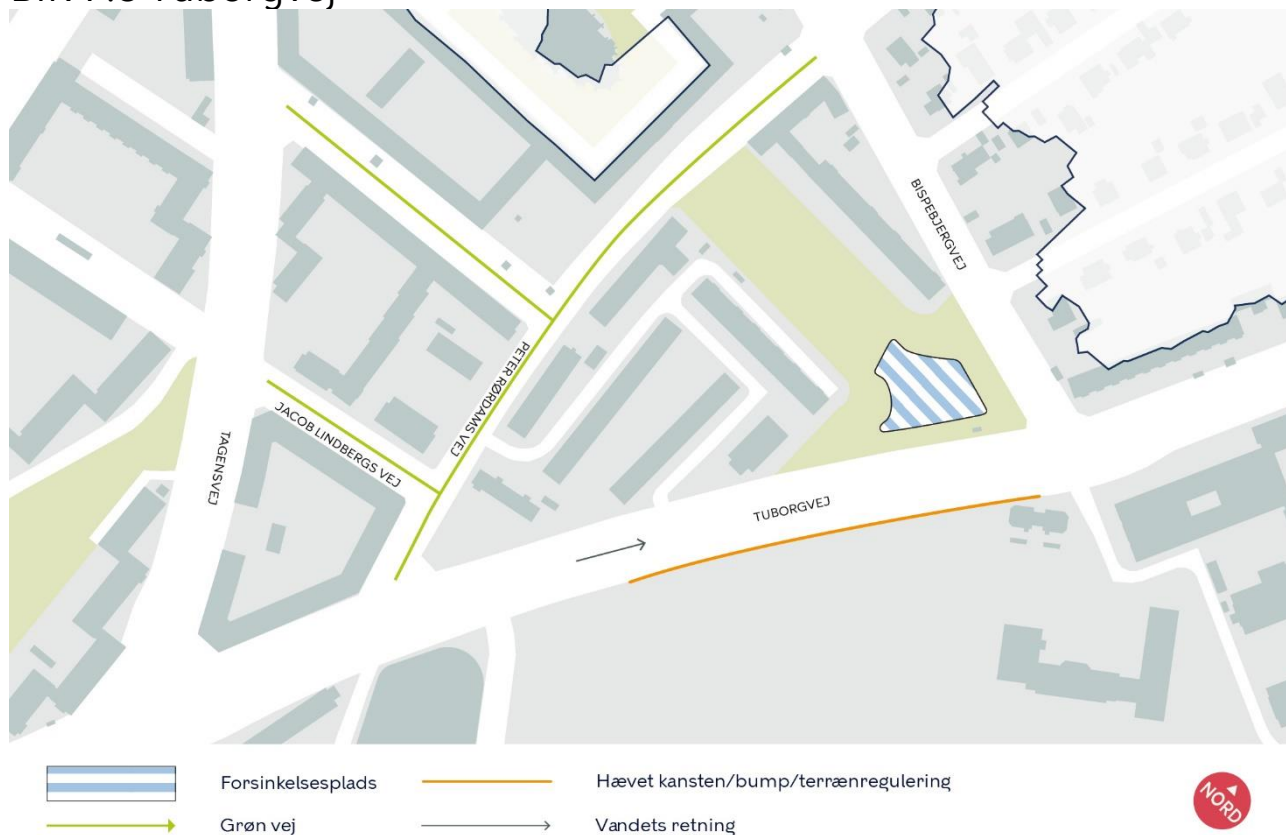 Tuborgvej
BISPEBJERGVEJ
PETER RØRDAMS VEJ
JACOB LINDBERGS VEJ
TAGENSVEJ
TUBORGVEJ
Forsinkelsesplads
Hævet kansten/bump/terrænregulering
Grøn vej
Vandets retning
NORD